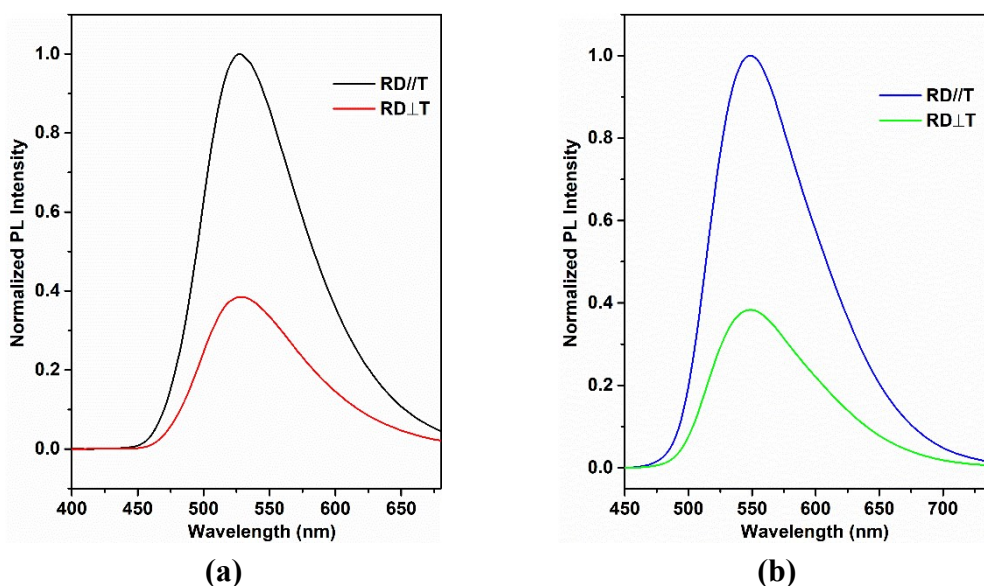 RD//T
RD⊥T
Normalized PL Intensity
1.0
0.8
0.6
0.4
0.2
0.0
400 450 500 550 600 650
Wavelength (nm)
(a)
RD//T
RD⊥T
Normalized PL Intensity
1.0
0.8
0.6
0.4
0.2
0.0
450 500 550 600 650 700
Wavelength (nm)
(b)